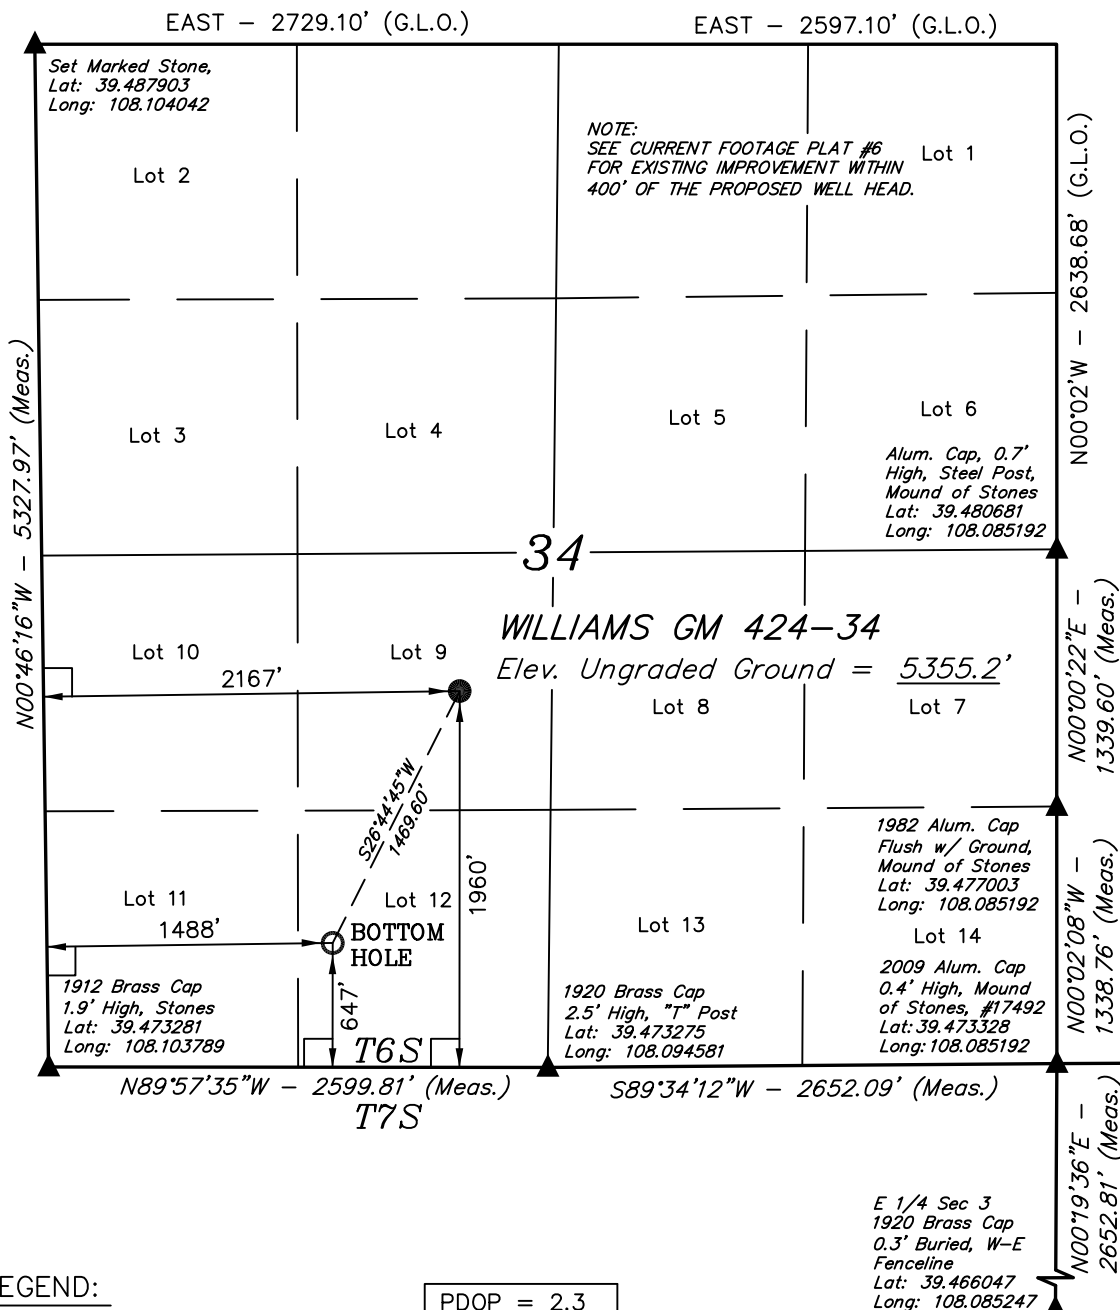 EAST - 2729.10' (G.L.O.)
EAST - 2597.10' (G.L.O.)
Set Marked Stone,
Lat: 39.487903
Long: 108.104042
Lot 2
NOTE:
SEE CURRENT FOOTAGE PLAT #6
FOR EXISTING IMPROVEMENT WITHIN
400' OF THE PROPOSED WELL HEAD.
Lot 1
N00°02'W - 2638.68' (G.L.O.)
N00°46'16"W - 5327.97' (Meas.)
Lot 3
Lot 4
Lot 5
Lot 6
Alum. Cap, 0.7'
High, Steel Post,
Mound of Stones
Lat: 39.480681
Long: 108.085192
34
WILLIAMS GM 424-34
Elev. Ungraded Ground = 5355.2'
Lot 10
Lot 9
2167'
Lot 8
Lot 7
N00°00'22"E -
1339.60' (Meas.)
S26°44'45"W
1469.60'
1960'
1982 Alum. Cap
Flush w/ Ground,
Mound of Stones
Lat: 39.477003
Long: 108.085192
Lot 11
Lot 12
1488'
BOTTOM
HOLE
647'
Lot 13
Lot 14
N00°02'08"W -
1338.76' (Meas.)
1912 Brass Cap
1.9' High, Stones
Lat: 39.473281
Long: 108.103789
1920 Brass Cap
2.5' High, "T" Post
Lat: 39.473275
Long: 108.094581
2009 Alum. Cap
0.4' High, Mound
of Stones, #17492
Lat: 39.473328
Long: 108.085192
T6S
N89°57'35"W - 2599.81' (Meas.)
S89°34'12"W - 2652.09' (Meas.)
T7S
N00°19'36"E -
2652.81' (Meas.)
E 1/4 Sec 3
1920 Brass Cap
0.3' Buried, W-E
Fenceline
Lat: 39.466047
Long: 108.085247
EGEND:
PDOP = 2.3